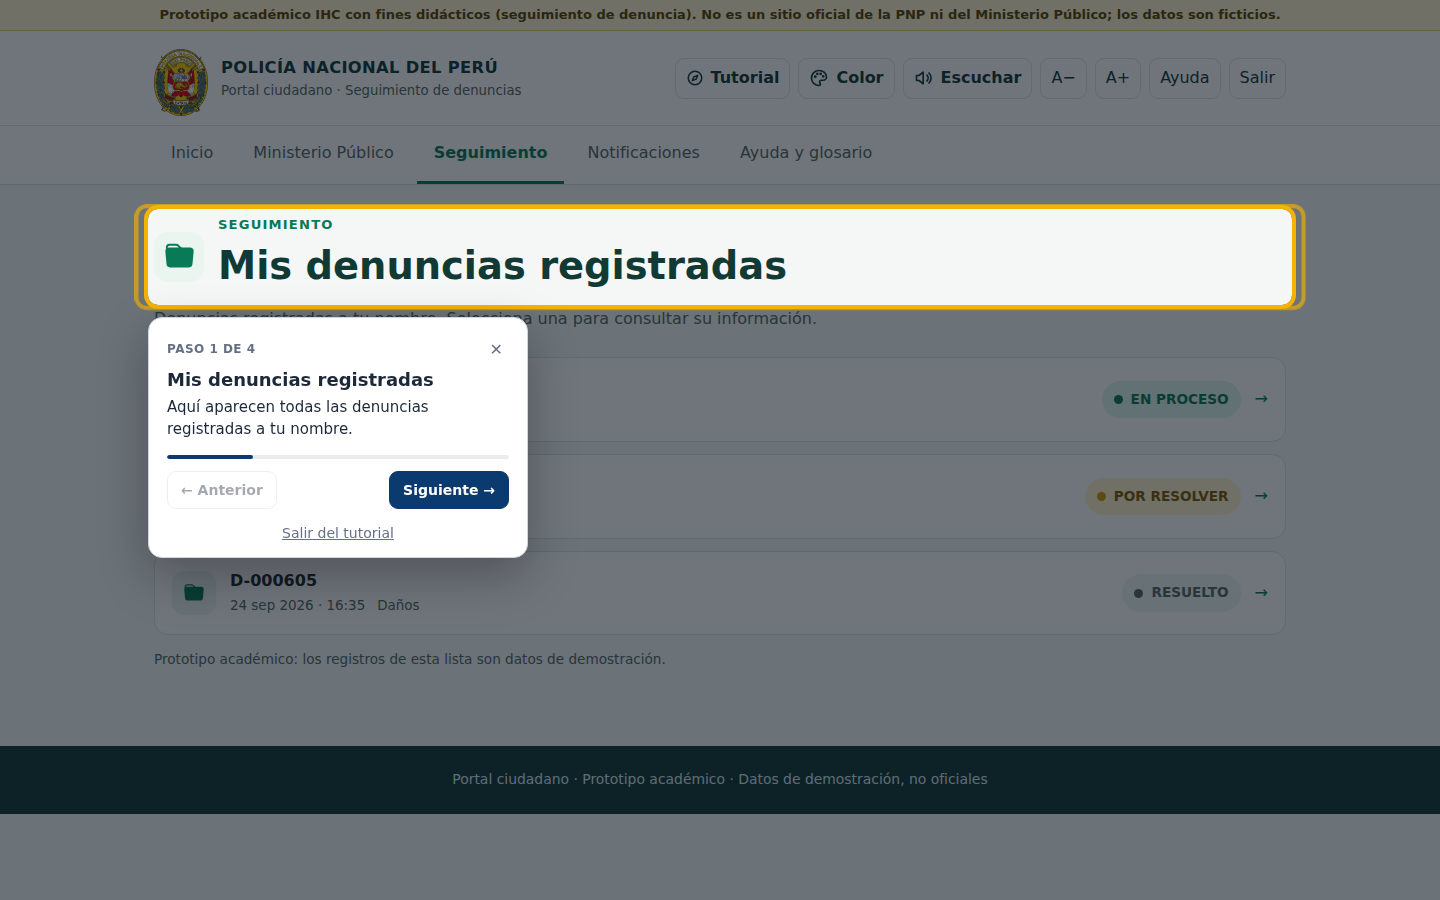 Prototipo académico IHC con fines didácticos (seguimiento de denuncia). No es un sitio oficial de la PNP ni del Ministerio Público; los datos son ficticios.
POLICÍA NACIONAL DEL PERÚ
Portal ciudadano · Seguimiento de denuncias
Tutorial
Color
Escuchar
A−
A+
Ayuda
Salir
Inicio
Ministerio Público
Seguimiento
Notificaciones
Ayuda y glosario
SEGUIMIENTO
Mis denuncias registradas
Denuncias registradas a tu nombre. Selecciona una para consultar su información.
PASO 1 DE 4
×
Mis denuncias registradas
Aquí aparecen todas las denuncias
registradas a tu nombre.
← Anterior
Siguiente →
Salir del tutorial
EN PROCESO →
POR RESOLVER →
D-000605
24 sep 2026 · 16:35 Daños
RESUELTO →
Prototipo académico: los registros de esta lista son datos de demostración.
Portal ciudadano · Prototipo académico · Datos de demostración, no oficiales